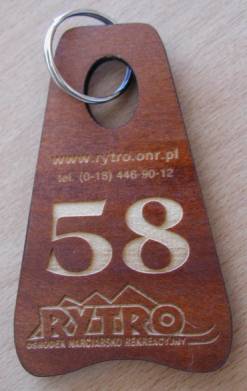 www.rytro.onr.pl
tel. (0-18) 446-90-12
58
RYTRO
OŚRODEK NARCIARSKO REKREACYJNY